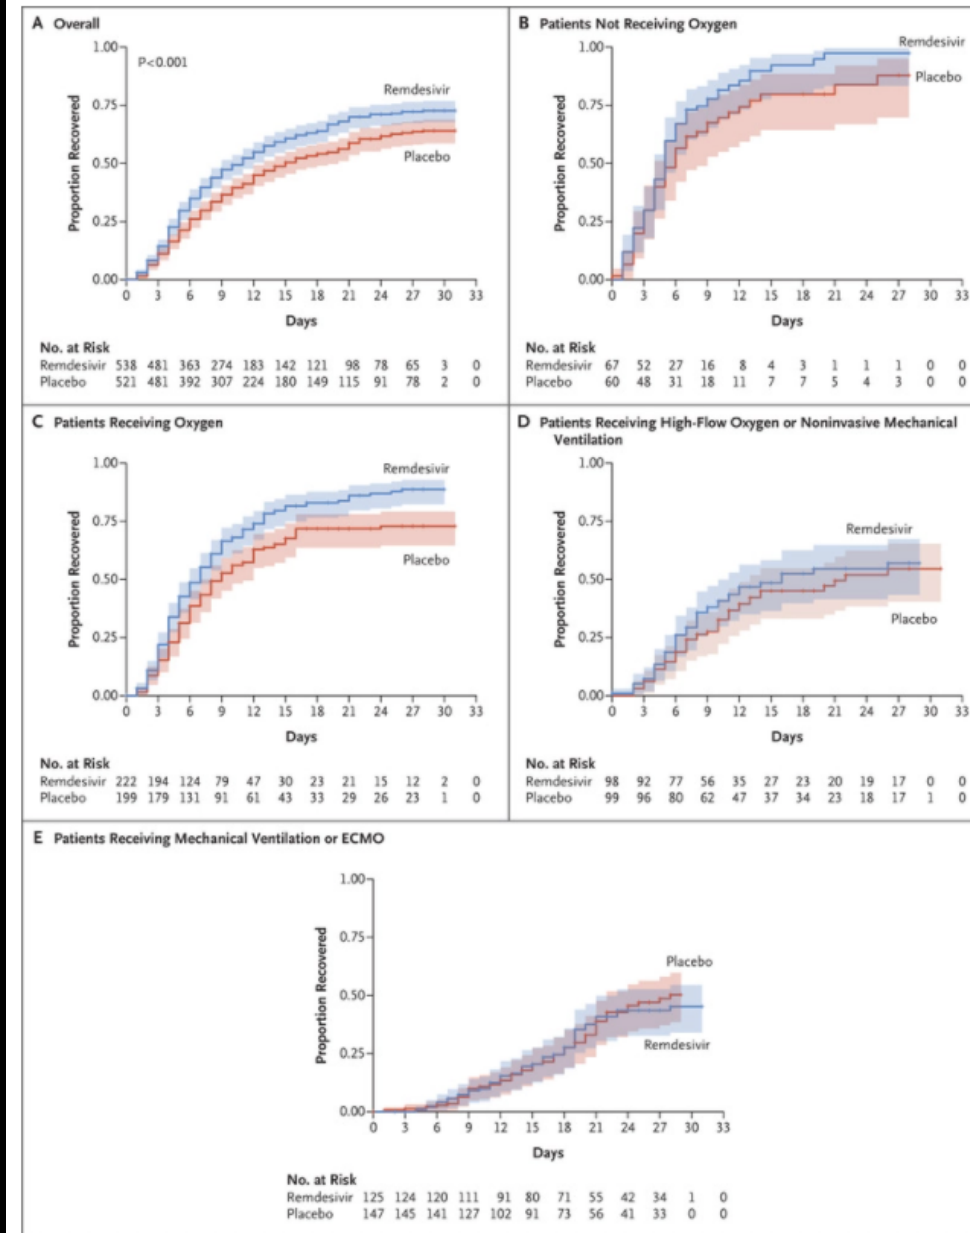 A Overall
1.00
P<0.001
Remdesivir
0.75
0.50
Placebo
0.25
0.00
Proportion Recovered
0 3 6 9 12 15 18 21 24 27 30 33
Days
No. at Risk
Remdesivir 538 481 363 274 183 142 121 98 78 65 3 0
Placebo 521 481 392 307 224 180 149 115 91 78 2 0
B Patients Not Receiving Oxygen
1.00
Remdesivir
Placebo
0.75
0.50
0.25
0.00
Proportion Recovered
0 3 6 9 12 15 18 21 24 27 30 33
Days
No. at Risk
Remdesivir 67 52 27 16 8 4 3 1 1 1 0 0
Placebo 60 48 31 18 11 7 7 5 4 3 0 0
C Patients Receiving Oxygen
1.00
Remdesivir
0.75
Placebo
0.50
0.25
0.00
Proportion Recovered
0 3 6 9 12 15 18 21 24 27 30 33
Days
No. at Risk
Remdesivir 222 194 124 79 47 30 23 21 15 12 2 0
Placebo 199 179 131 91 61 43 33 29 26 23 1 0
D Patients Receiving High-Flow Oxygen or Noninvasive Mechanical
Ventilation
1.00
0.75
Remdesivir
0.50
Placebo
0.25
0.00
Proportion Recovered
0 3 6 9 12 15 18 21 24 27 30 33
Days
No. at Risk
Remdesivir 98 92 77 56 35 27 23 20 19 17 0 0
Placebo 99 96 80 62 47 37 34 23 18 17 1 0
E Patients Receiving Mechanical Ventilation or ECMO
1.00
0.75
Placebo
0.50
Remdesivir
0.25
0.00
Proportion Recovered
0 3 6 9 12 15 18 21 24 27 30 33
Days
No. at Risk
Remdesivir 125 124 120 111 91 80 71 55 42 34 1 0
Placebo 147 145 141 127 102 91 73 56 41 33 0 0